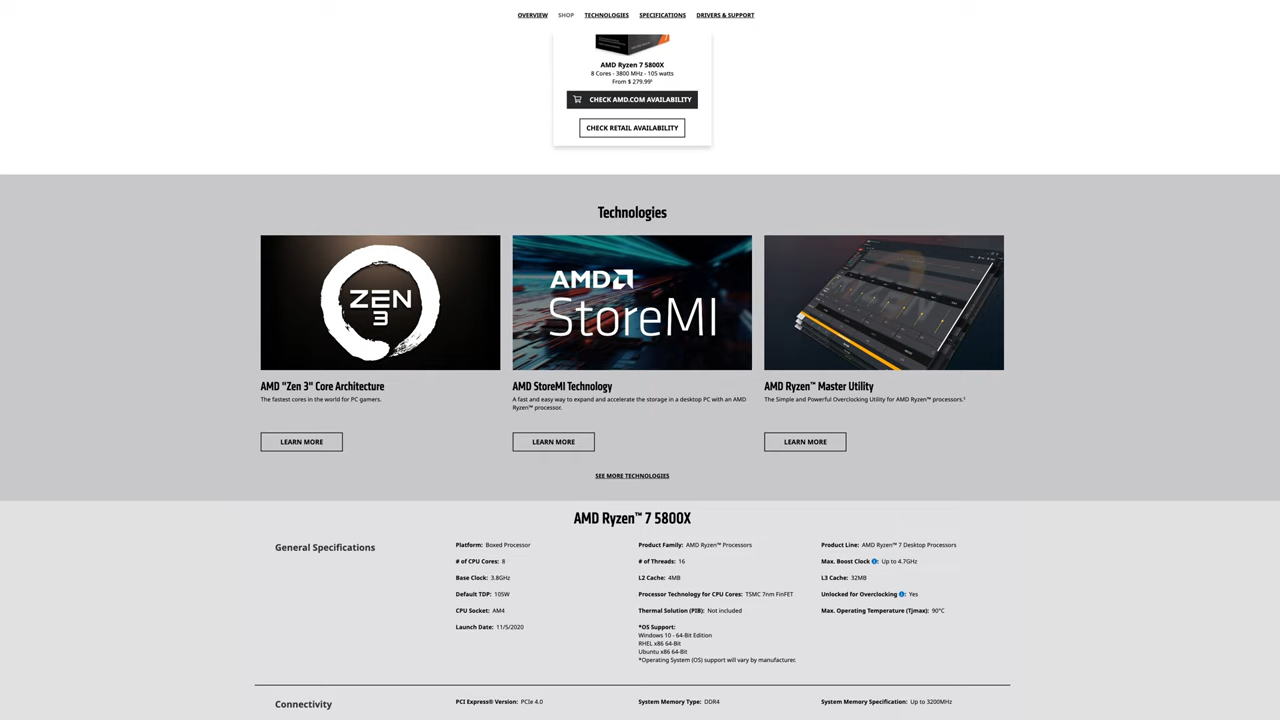 OVERVIEW SHOP TECHNOLOGIES SPECIFICATIONS DRIVERS & SUPPORT
AMD Ryzen 7 5800X
8 Cores - 3800 MHz - 105 watts
From $ 279.99⁶
CHECK AMD.COM AVAILABILITY
CHECK RETAIL AVAILABILITY
Technologies
ZEN
3
AMD
StoreMI
AMD "Zen 3" Core Architecture
The fastest cores in the world for PC gamers.
LEARN MORE
AMD StoreMI Technology
A fast and easy way to expand and accelerate the storage in a desktop PC with an AMD
Ryzen™ processor.
LEARN MORE
AMD Ryzen™ Master Utility
The Simple and Powerful Overclocking Utility for AMD Ryzen™ processors.
LEARN MORE
SEE MORE TECHNOLOGIES
AMD Ryzen™ 7 5800X
General Specifications
Platform: Boxed Processor
Product Family: AMD Ryzen™ Processors
Product Line: AMD Ryzen™ 7 Desktop Processors
# of CPU Cores: 8
# of Threads: 16
Max. Boost Clock : Up to 4.7GHz
Base Clock: 3.8GHz
L2 Cache: 4MB
L3 Cache: 32MB
Default TDP: 105W
Processor Technology for CPU Cores: TSMC 7nm FinFET
Unlocked for Overclocking : Yes
CPU Socket: AM4
Thermal Solution (PIB): Not included
Max. Operating Temperature (Tjmax): 90°C
Launch Date: 11/5/2020
*OS Support:
Windows 10 - 64-Bit Edition
RHEL x86 64-Bit
Ubuntu x86 64-Bit
*Operating System (OS) support will vary by manufacturer.
Connectivity
PCI Express® Version: PCIe 4.0
System Memory Type: DDR4
System Memory Specification: Up to 3200MHz